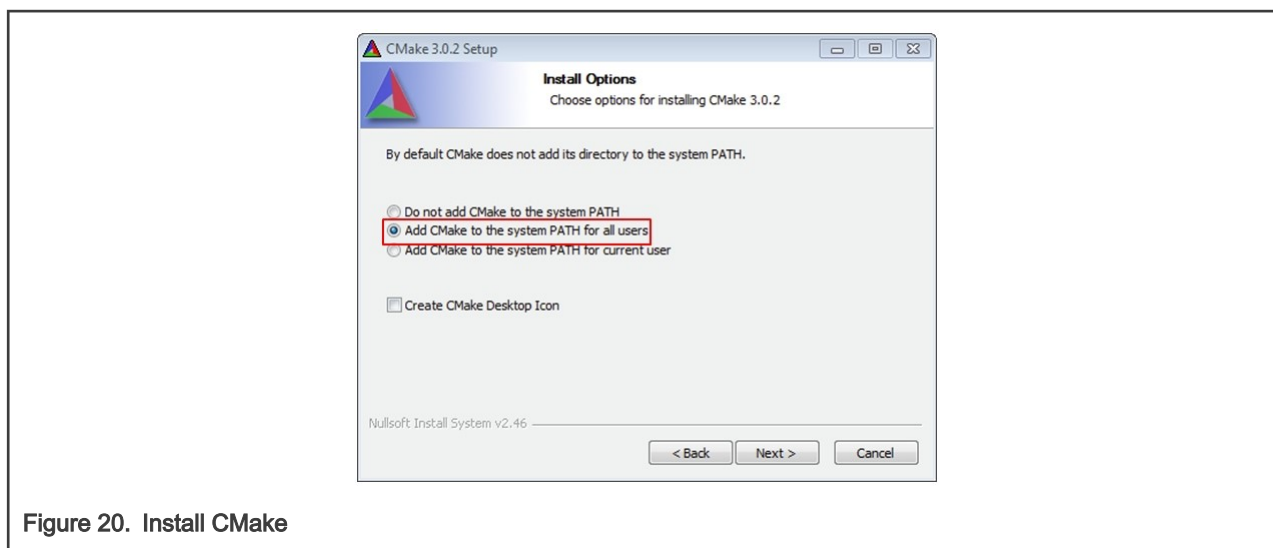 CMake 3.0.2 Setup
Install Options
Choose options for installing CMake 3.0.2
By default CMake does not add its directory to the system PATH.
Do not add CMake to the system PATH
Add CMake to the system PATH for all users
Add CMake to the system PATH for current user
Create CMake Desktop Icon
Nullsoft Install System v2.46
< Back Next > Cancel
Figure 20. Install CMake